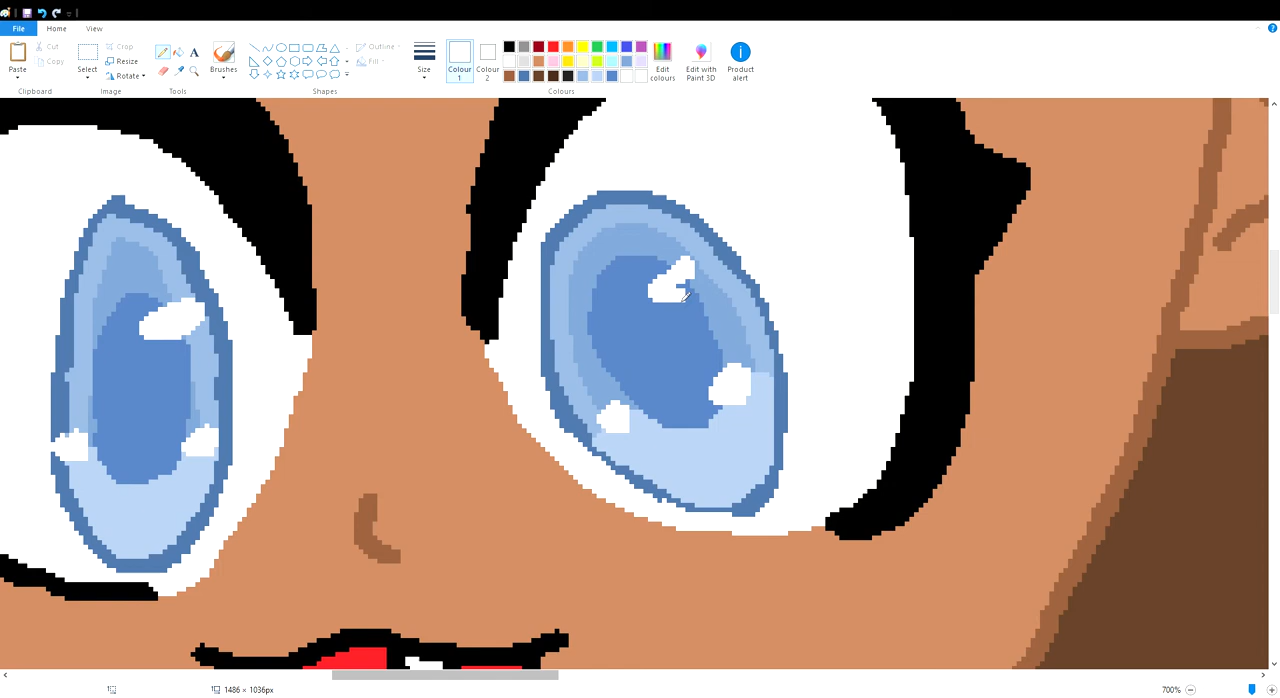 File Home View
Paste Cut Copy Select Crop Resize Rotate A Brushes Outline Fill Size Colour 1 Colour 2 Edit colours Edit with Paint 3D Product alert
Clipboard Image Tools Shapes Colours
1486 × 1036px 700%